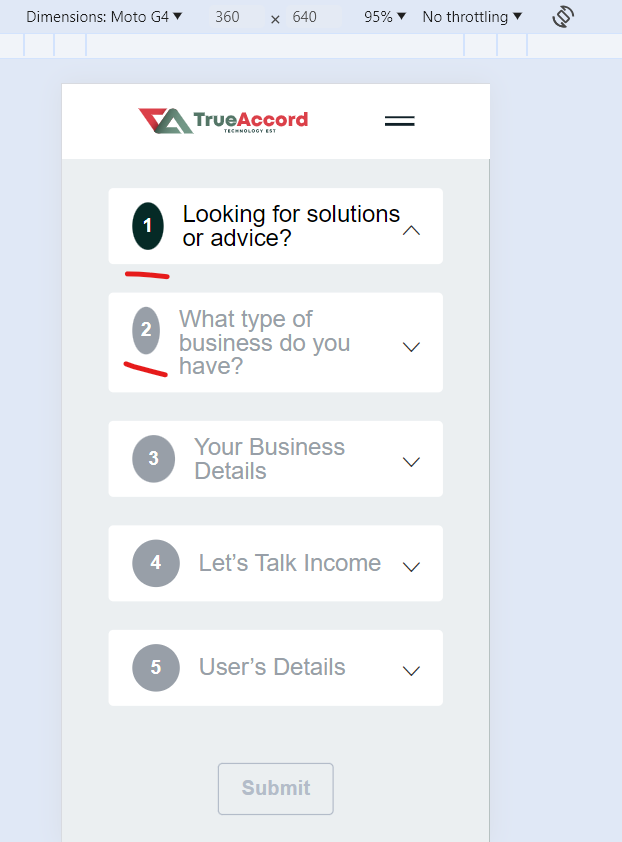 Dimensions: Moto G4 ▼ 360 × 640 95% ▼ No throttling ▼
TrueAccord
TECHNOLOGY EST
1 Looking for solutions
or advice?
2 What type of
business do you
have?
3 Your Business
Details
4 Let’s Talk Income
5 User’s Details
Submit